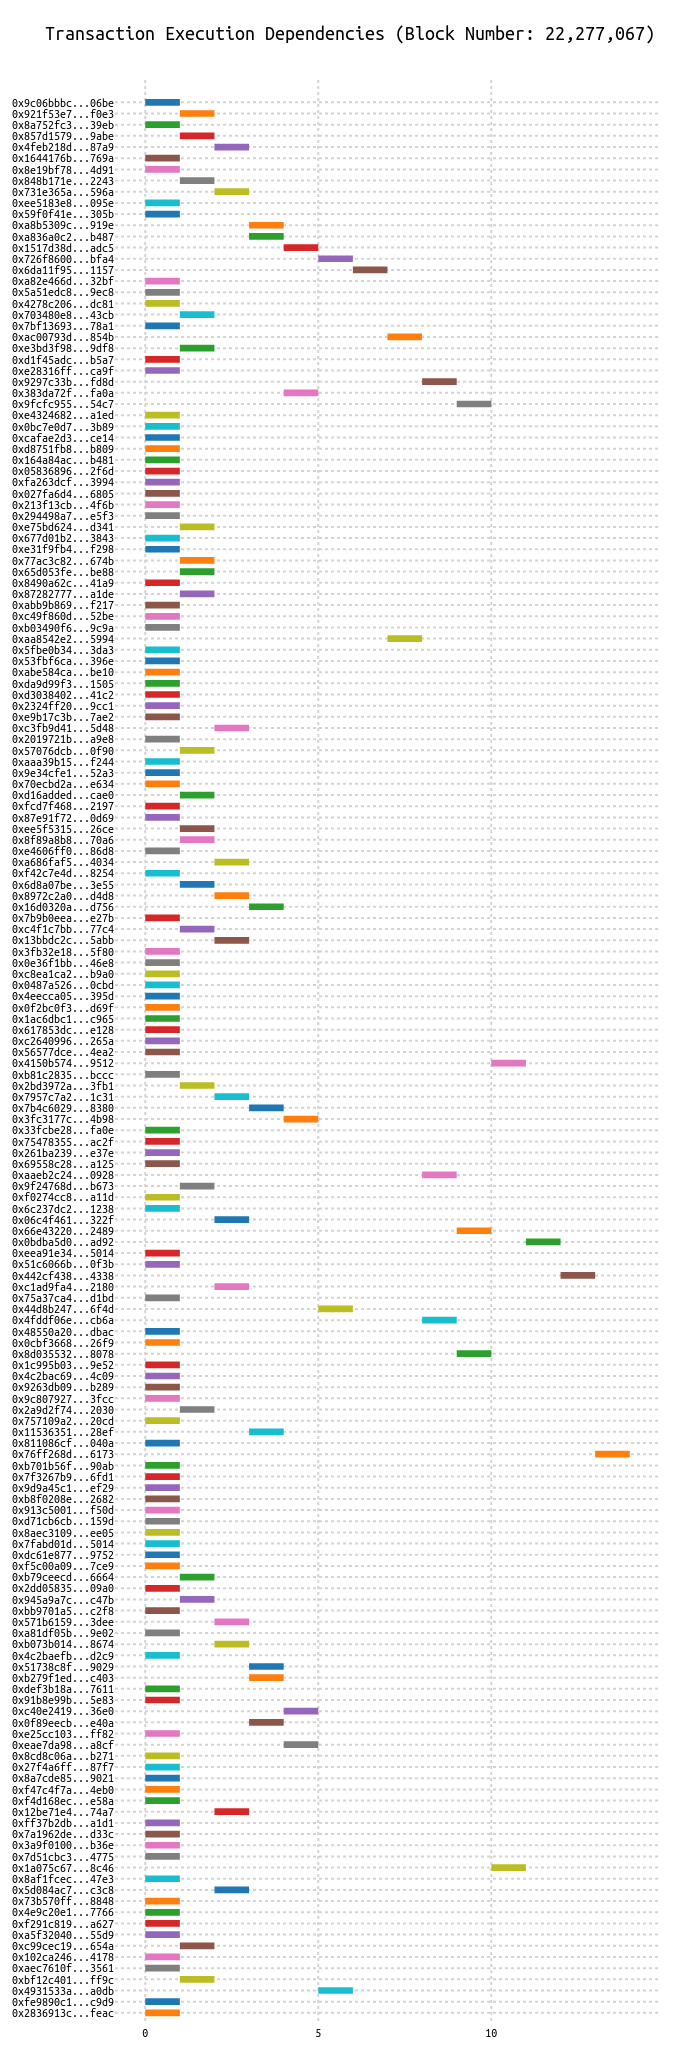 Transaction Execution Dependencies (Block Number: 22,277,067)
0x9c06bbbc...06be
0x921f53e7...f0e3
0x8a752fc3...39eb
0x857d1579...9abe
0x4feb218d...87a9
0x1644176b...769a
0x8e19bf78...4d91
0x848b171e...2243
0x731e365a...596a
0xee5183e8...095e
0x59f0f41e...305b
0xa8b5309c...919e
0xa836a0c2...b487
0x1517d38d...adc5
0x726f8600...bfa4
0x6da11f95...1157
0xa82e466d...32bf
0x5a51edc8...9ec8
0x4278c206...dc81
0x703480e8...43cb
0x7bf13693...78a1
0xac00793d...854b
0xe3bd3f98...9df8
0xd1f45adc...b5a7
0xe28316ff...ca9f
0x9297c33b...fd8d
0x383da72f...fa0a
0x9fcfc955...54c7
0xe4324682...a1ed
0x0bc7e0d7...3b89
0xcafae2d3...ce14
0xd8751fb8...b809
0x164a84ac...b481
0x05836896...2f6d
0xfa263dcf...3994
0x027fa6d4...6805
0x213f13cb...4f6b
0x294498a7...e5f3
0xe75bd624...d341
0x677d01b2...3843
0xe31f9fb4...f298
0x77ac3c82...674b
0x65d053fe...be88
0x8490a62c...41a9
0x87282777...a1de
0xabb9b869...f217
0xc49f860d...52be
0xb03490f6...9c9a
0xaa8542e2...5994
0x5fbe0b34...3da3
0x53fbf6ca...396e
0xabe584ca...be10
0xda9d99f3...1505
0xd3038402...41c2
0x2324ff20...9cc1
0xe9b17c3b...7ae2
0xc3fb9d41...5d48
0x2019721b...a9e8
0x57076dcb...0f90
0xaaa39b15...f244
0x9e34cfe1...52a3
0x70ecbd2a...e634
0xd16added...cae0
0xfcd7f468...2197
0x87e91f72...0d69
0xee5f5315...26ce
0x8f89a8b8...70a6
0xe4606ff0...86d8
0xa686faf5...4034
0xf42c7e4d...8254
0x6d8a07be...3e55
0x8972c2a0...d4d8
0x16d0320a...d756
0x7b9b0eea...e27b
0xc4f1c7bb...77c4
0x13bbdc2c...5abb
0x3fb32e18...5f80
0x0e36f1bb...46e8
0xc8ea1ca2...b9a0
0x0487a526...0cbd
0x4eecca05...395d
0x0f2bc0f3...d69f
0x1ac6dbc1...c965
0x617853dc...e128
0xc2640996...265a
0x56577dce...4ea2
0x4150b574...9512
0xb81c2835...bccc
0x2bd3972a...3fb1
0x7957c7a2...1c31
0x7b4c6029...8380
0x3fc3177c...4b98
0x33fcbe28...fa0e
0x75478355...ac2f
0x261ba239...e37e
0x69558c28...a125
0xaaeb2c24...0928
0x9f24768d...b673
0xf0274cc8...a11d
0x6c237dc2...1238
0x06c4f461...322f
0x66e43220...2489
0x0bdba5d0...ad92
0xeea91e34...5014
0x51c6066b...0f3b
0x442cf438...4338
0xc1ad9fa4...2180
0x75a37ca4...d1bd
0x44d8b247...6f4d
0x4fddf06e...cb6a
0x48550a20...dbac
0x0cbf3668...26f9
0x8d035532...8078
0x1c995b03...9e52
0x4c2bac69...4c09
0x9263db09...b289
0x9c807927...3fcc
0x2a9d2f74...2030
0x757109a2...20cd
0x11536351...28ef
0x811086cf...040a
0x76ff268d...6173
0xb701b56f...90ab
0x7f3267b9...6fd1
0x9d9a45c1...ef29
0xb8f0208e...2682
0x913c5001...f50d
0xd71cb6cb...159d
0x8aec3109...ee05
0x7fabd01d...5014
0xdc61e877...9752
0xf5c00a09...7ce9
0xb79ceecd...6664
0x2dd05835...09a0
0x945a9a7c...c47b
0xbb9701a5...c2f8
0x571b6159...3dee
0xa81df05b...9e02
0xb073b014...8674
0x4c2baefb...d2c9
0x51738c8f...9029
0xb279f1ed...c403
0xdef3b18a...7611
0x91b8e99b...5e83
0xc40e2419...36e0
0x0f89eecb...e40a
0xe25cc103...ff82
0xeae7da98...a8cf
0x8cd8c06a...b271
0x27f4a6ff...87f7
0x8a7cde85...9021
0xf47c4f7a...4eb0
0xf4d168ec...e58a
0x12be71e4...74a7
0xff37b2db...a1d1
0x7a1962de...d33c
0x3a9f0100...b36e
0x7d51cbc3...4775
0x1a075c67...8c46
0x8af1fcec...47e3
0x5d084ac7...c3c8
0x73b570ff...8848
0x4e9c20e1...7766
0xf291c819...a627
0xa5f32040...55d9
0xc99cec19...654a
0x102ca246...4178
0xaec7610f...3561
0xbf12c401...ff9c
0x4931533a...a0db
0xfe9890c1...c9d9
0x2836913c...feac
0 5 10